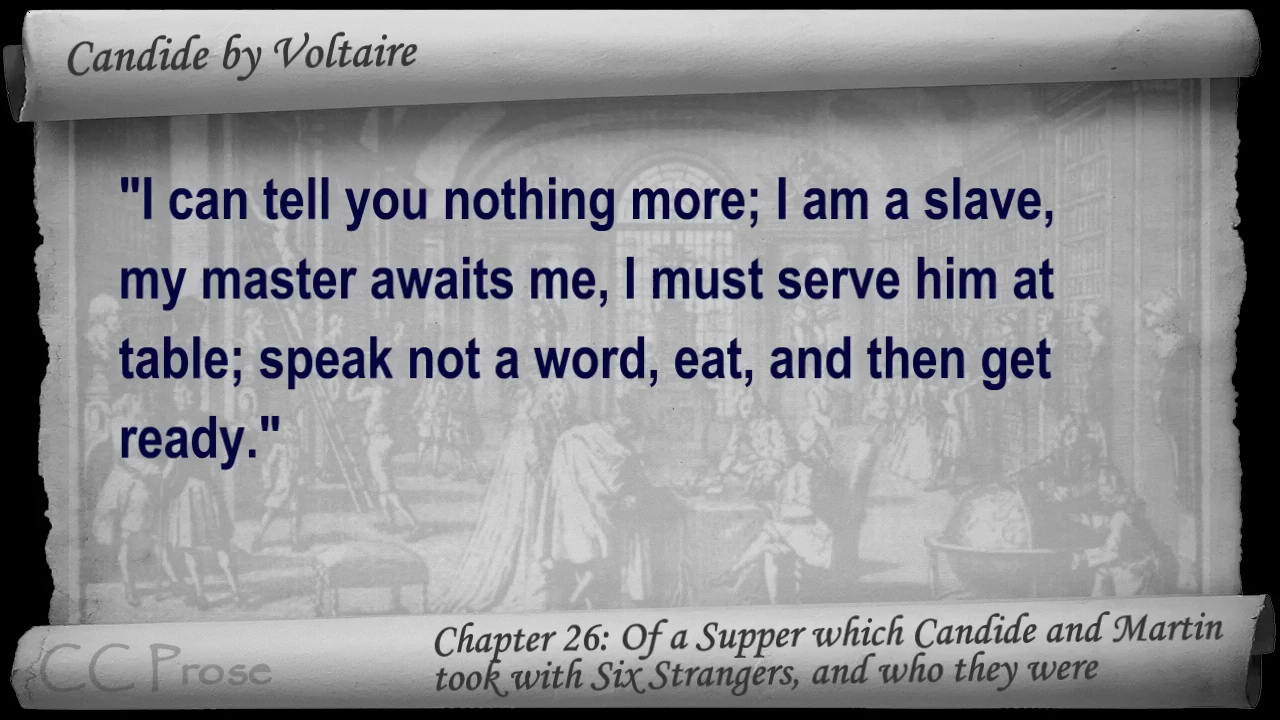 Candide by Voltaire
"I can tell you nothing more; I am a slave,
my master awaits me, I must serve him at
table; speak not a word, eat, and then get
ready."
Chapter 26: Of a Supper which Candide and Martin
took with Six Strangers, and who they were
CC Prose